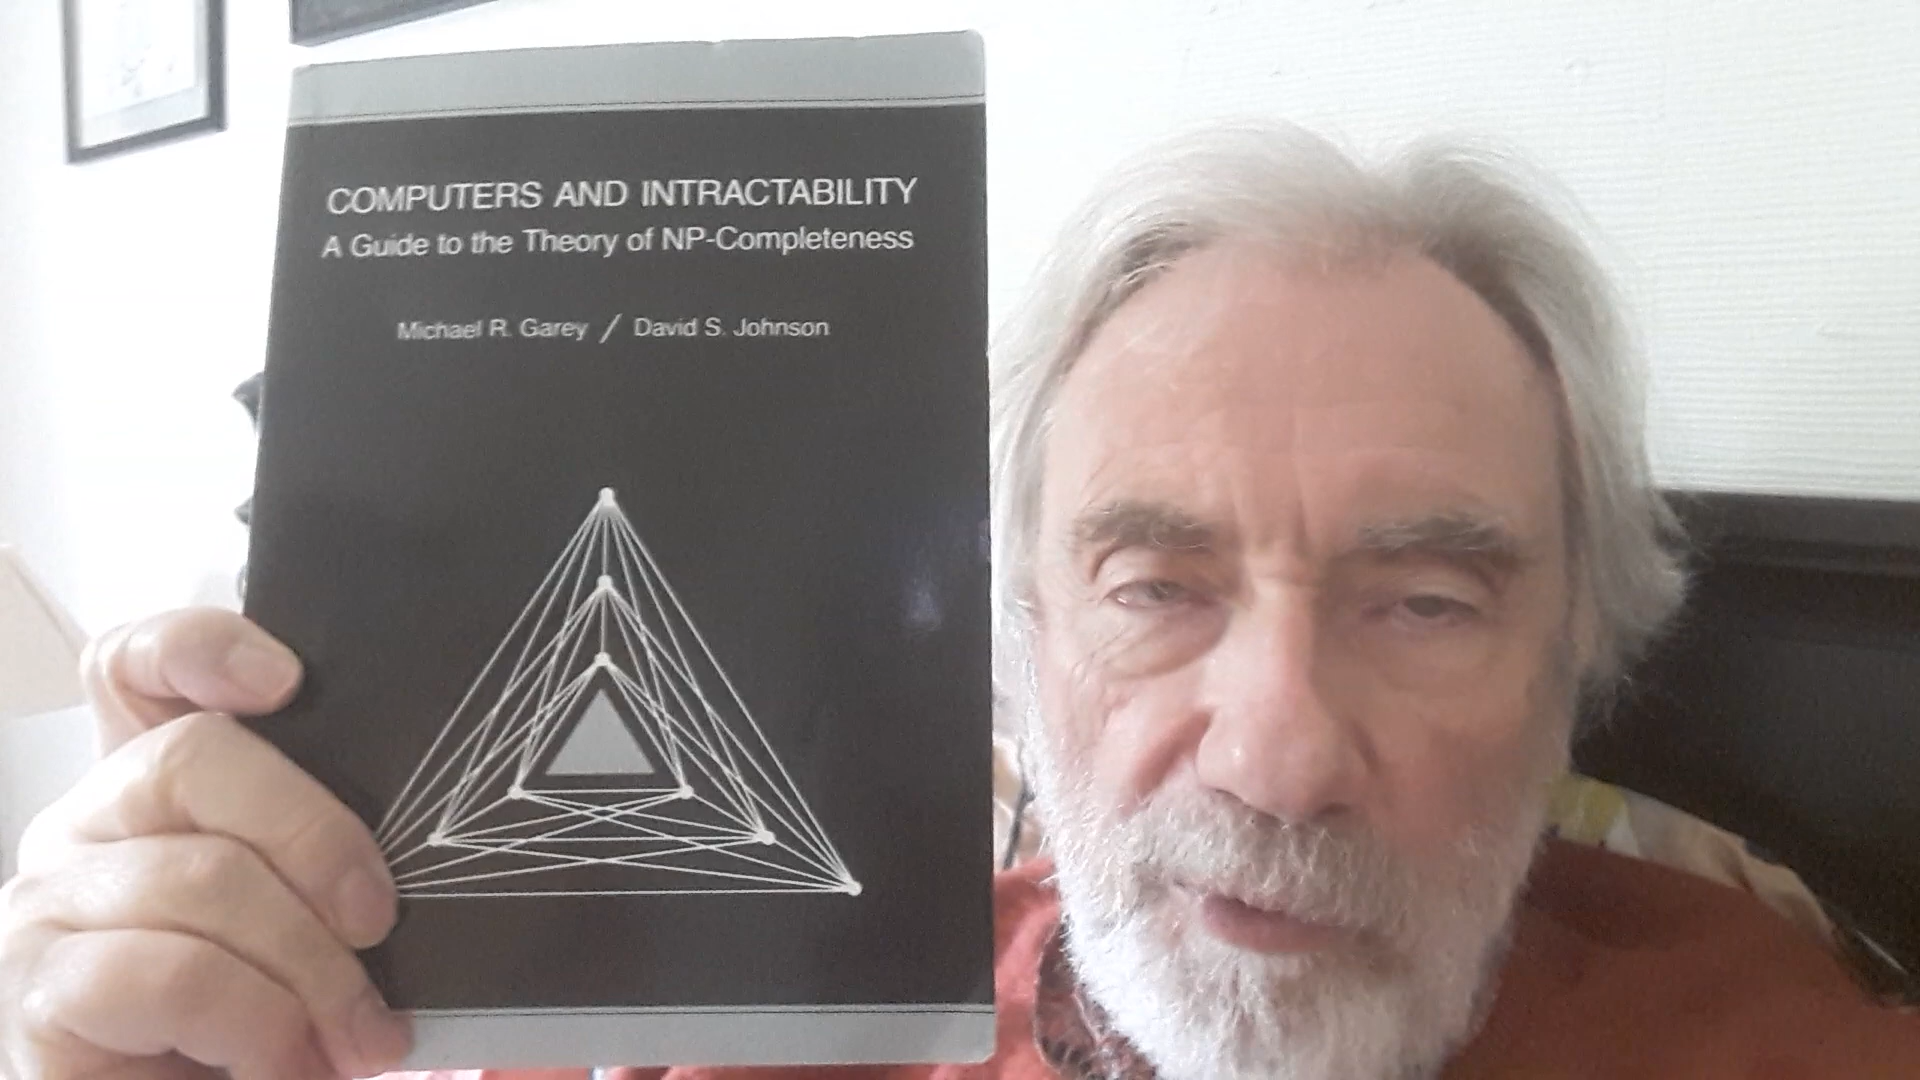 COMPUTERS AND INTRACTABILITY
A Guide to the Theory of NP-Completeness
Michael R. Garey / David S. Johnson